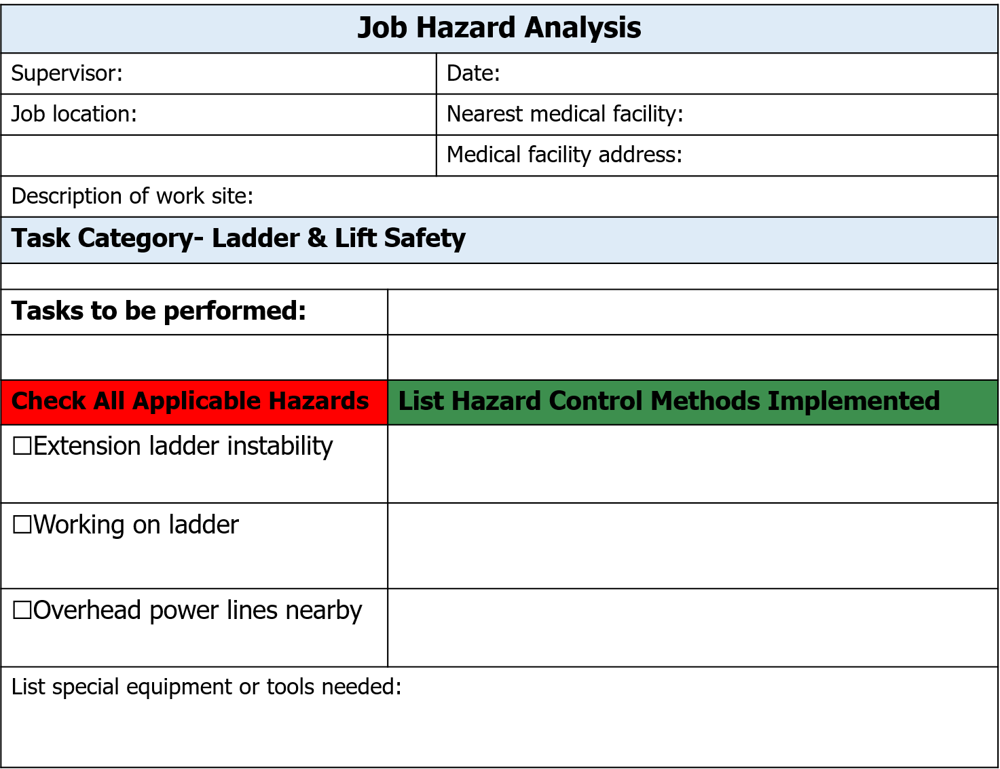 Job Hazard Analysis
Supervisor:
Date:
Job location:
Nearest medical facility:
Medical facility address:
Description of work site:
Task Category- Ladder & Lift Safety
Tasks to be performed:
Check All Applicable Hazards
List Hazard Control Methods Implemented
☐Extension ladder instability
☐Working on ladder
☐Overhead power lines nearby
List special equipment or tools needed: